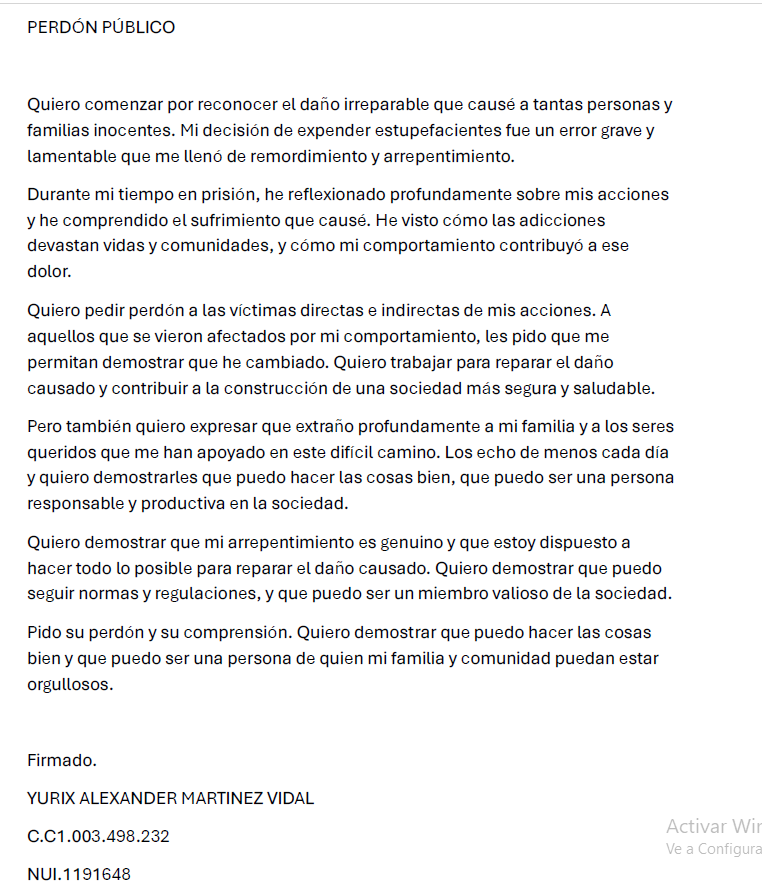 PERDÓN PÚBLICO
Quiero comenzar por reconocer el daño irreparable que causé a tantas personas y
familias inocentes. Mi decisión de expender estupefacientes fue un error grave y
lamentable que me llenó de remordimiento y arrepentimiento.
Durante mi tiempo en prisión, he reflexionado profundamente sobre mis acciones
y he comprendido el sufrimiento que causé. He visto cómo las adicciones
devastan vidas y comunidades, y cómo mi comportamiento contribuyó a ese
dolor.
Quiero pedir perdón a las víctimas directas e indirectas de mis acciones. A
aquellos que se vieron afectados por mi comportamiento, les pido que me
permitan demostrar que he cambiado. Quiero trabajar para reparar el daño
causado y contribuir a la construcción de una sociedad más segura y saludable.
Pero también quiero expresar que extraño profundamente a mi familia y a los seres
queridos que me han apoyado en este difícil camino. Los echo de menos cada día
y quiero demostrarles que puedo hacer las cosas bien, que puedo ser una persona
responsable y productiva en la sociedad.
Quiero demostrar que mi arrepentimiento es genuino y que estoy dispuesto a
hacer todo lo posible para reparar el daño causado. Quiero demostrar que puedo
seguir normas y regulaciones, y que puedo ser un miembro valioso de la sociedad.
Pido su perdón y su comprensión. Quiero demostrar que puedo hacer las cosas
bien y que puedo ser una persona de quien mi familia y comunidad puedan estar
orgullosos.
Firmado.
YURIX ALEXANDER MARTINEZ VIDAL
C.C1.003.498.232
NUI.1191648
Activar Wir
Ve a Configura